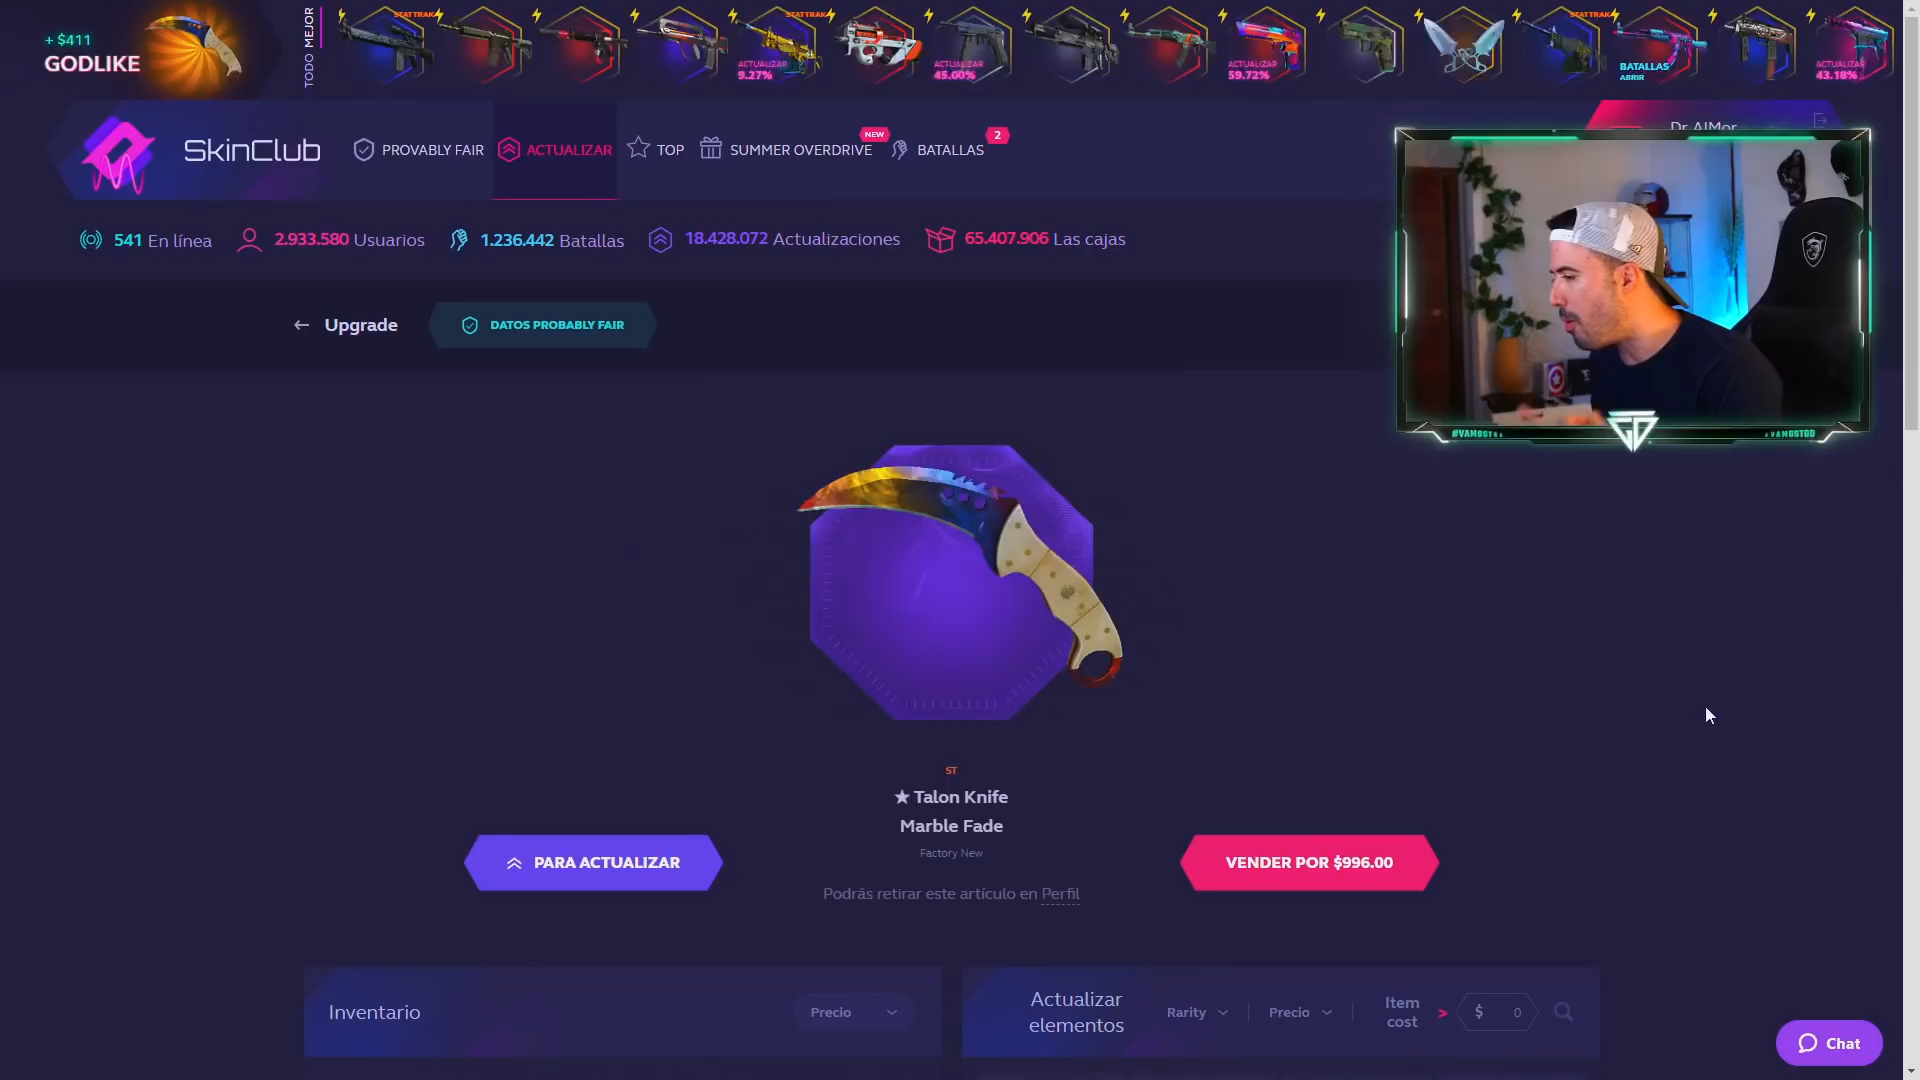 + $411
GODLIKE
TODO MEJOR
STATTRAK
STATTRAK
ACTUALIZAR
9.27%
ACTUALIZAR
45.00%
ACTUALIZAR
59.72%
STATTRAK
BATALLAS
ABRIR
ACTUALIZAR
43.18%
SkinClub
PROVABLY FAIR
ACTUALIZAR
TOP
SUMMER OVERDRIVE
NEW
BATALLAS
2
Dr AlMor
541 En línea
2.933.580 Usuarios
1.236.442 Batallas
18.428.072 Actualizaciones
65.407.906 Las cajas
← Upgrade
DATOS PROBABLY FAIR
#VAMOSTGD
ST
★ Talon Knife
Marble Fade
Factory New
PARA ACTUALIZAR
VENDER POR $996.00
Podrás retirar este artículo en Perfil
Inventario
Precio
Actualizar
elementos
Rarity
Precio
Item
cost
>
$ 0
Chat